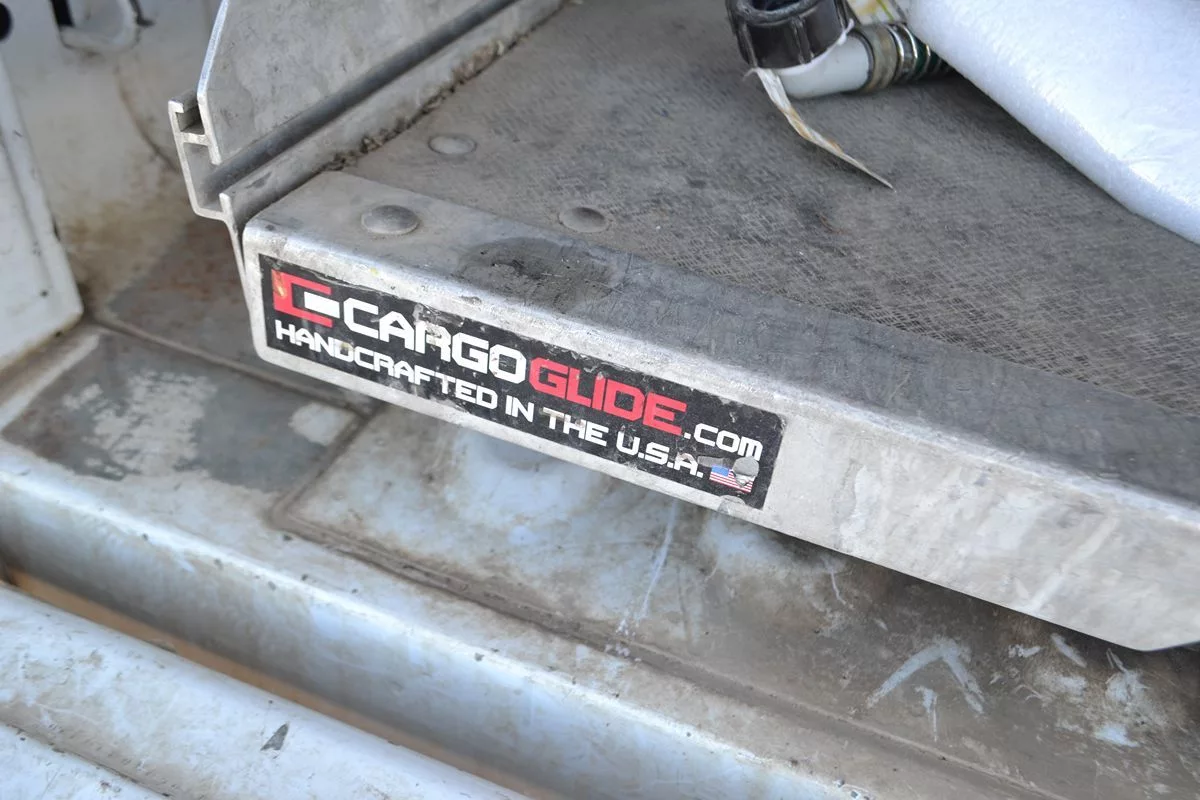 CARGOGLIDE.COM
HANDCRAFTED IN THE U.S.A.